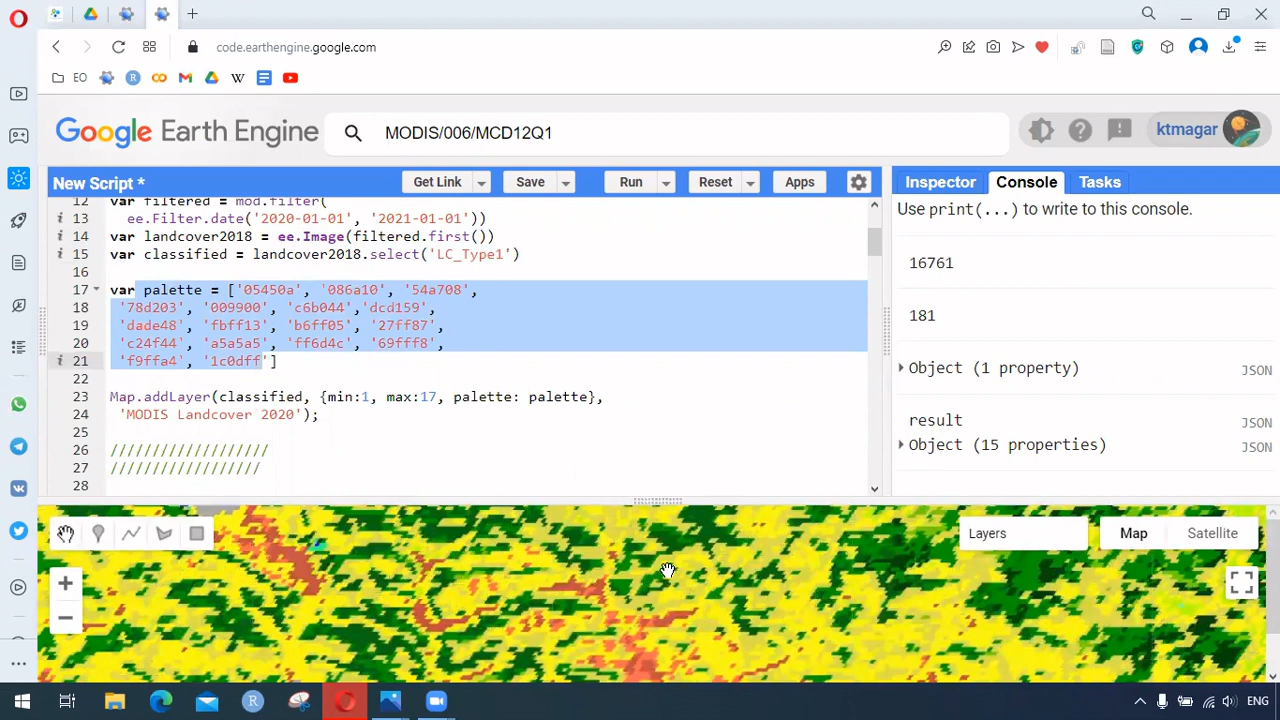 code.earthengine.google.com
EO
Google Earth Engine
MODIS/006/MCD12Q1
ktmagar
New Script *
Get Link
Save
Run
Reset
Apps
Inspector
Console
Tasks
Use print(...) to write to this console.
16761
181
Object (1 property)
JSON
result
JSON
Object (15 properties)
JSON
12 var filtered = mod.filter(
i 13 ee.Filter.date('2020-01-01', '2021-01-01'))
i 14 var landcover2018 = ee.Image(filtered.first())
i 15 var classified = landcover2018.select('LC_Type1')
16
17 var palette = ['05450a', '086a10', '54a708',
18 '78d203', '009900', 'c6b044','dcd159',
19 'dade48', 'fbff13', 'b6ff05', '27ff87',
20 'c24f44', 'a5a5a5', 'ff6d4c', '69fff8',
i 21 'f9ffa4', '1c0dff']
22
23 Map.addLayer(classified, {min:1, max:17, palette: palette},
24 'MODIS Landcover 2020');
25
26 ///////////////////
27 //////////////////
28
Layers
Map
Satellite
ENG